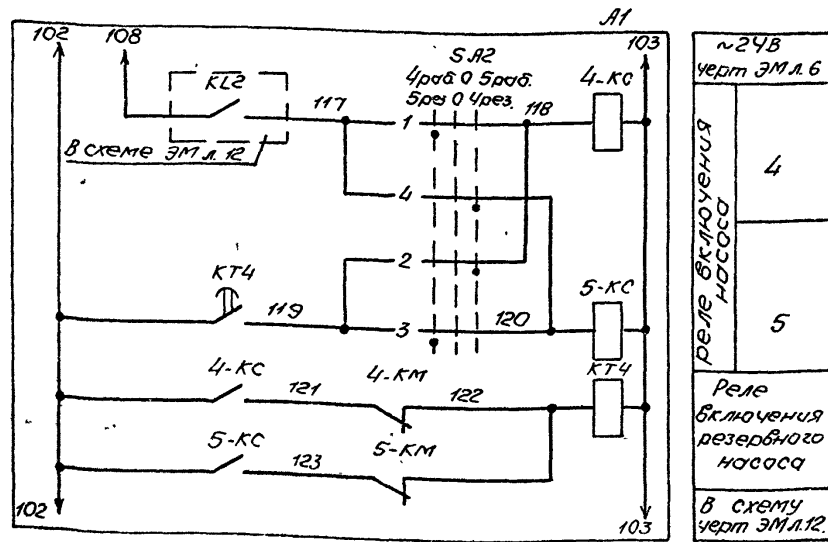 А1
102
108
103
SA2
4раб. 0 5раб.
5рез 0 4рез.
KL2
117
1
118
4-КС
В схеме ЭМ л. 12
4
2
КТ4
119
3
120
5-КС
4-КС
121
4-КМ
122
КТ4
5-КС
123
5-КМ
102
103
~24В
черт ЭМ л. 6
реле включения
насоса
4
5
Реле
включения
резервного
насоса
В схему
черт ЭМ л. 12.